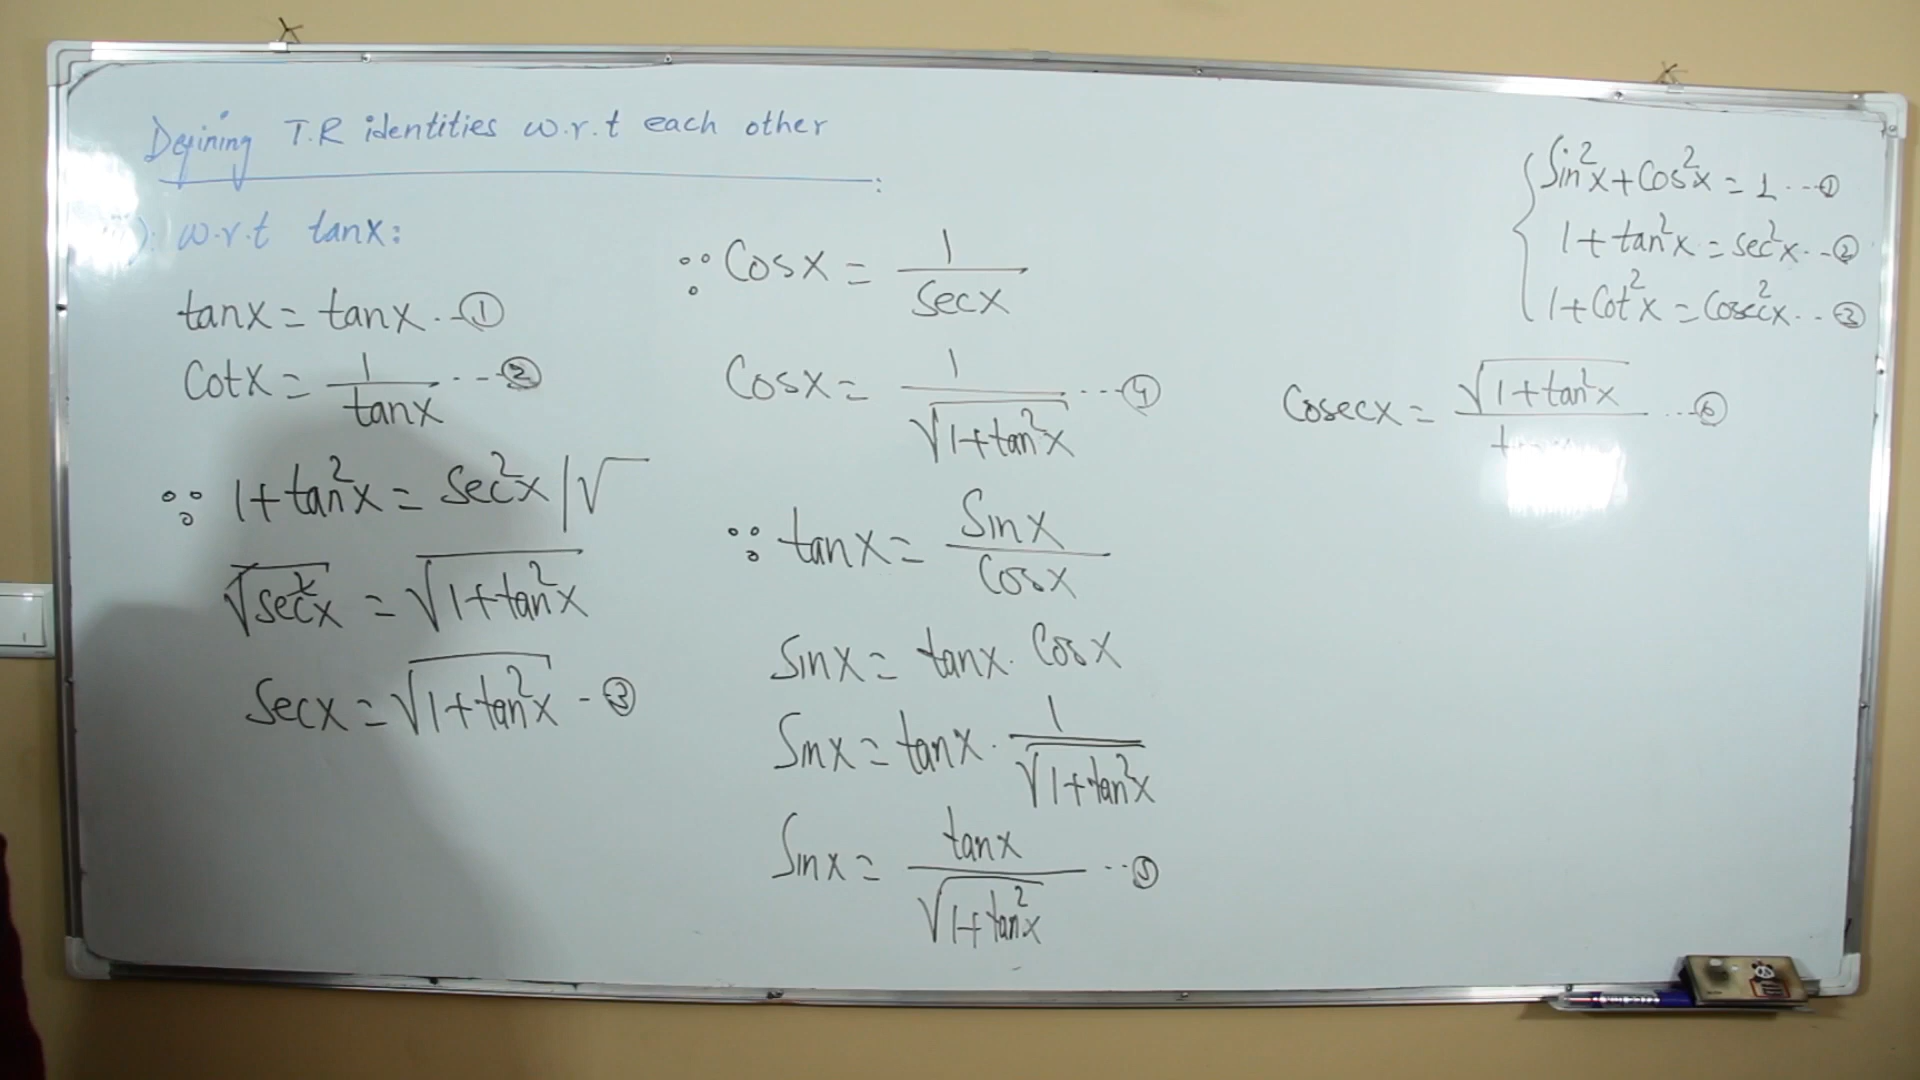 Defining T.R identities w.r.t each other :
w.r.t tanx:
tanx = tanx. -①
Cotx = 1/tanx ---②
∵ 1+tan²x = sec²x |√
√sec²x = √1+tan²x
Secx = √1+tan²x - ③
∵ Cosx = 1/secx
Cosx = 1/√1+tan²x ---④
∵ tanx = Sinx/Cosx
Sinx = tanx. Cosx
Sinx = tanx. 1/√1+tan²x
Sinx = tanx/√1+tan²x --⑤
Sin²x+Cos²x = 1 ---①
1+tan²x = sec²x. --②
1+Cot²x = Cosec²x. --③
Cosecx = √1+tan²x/ ...⑥